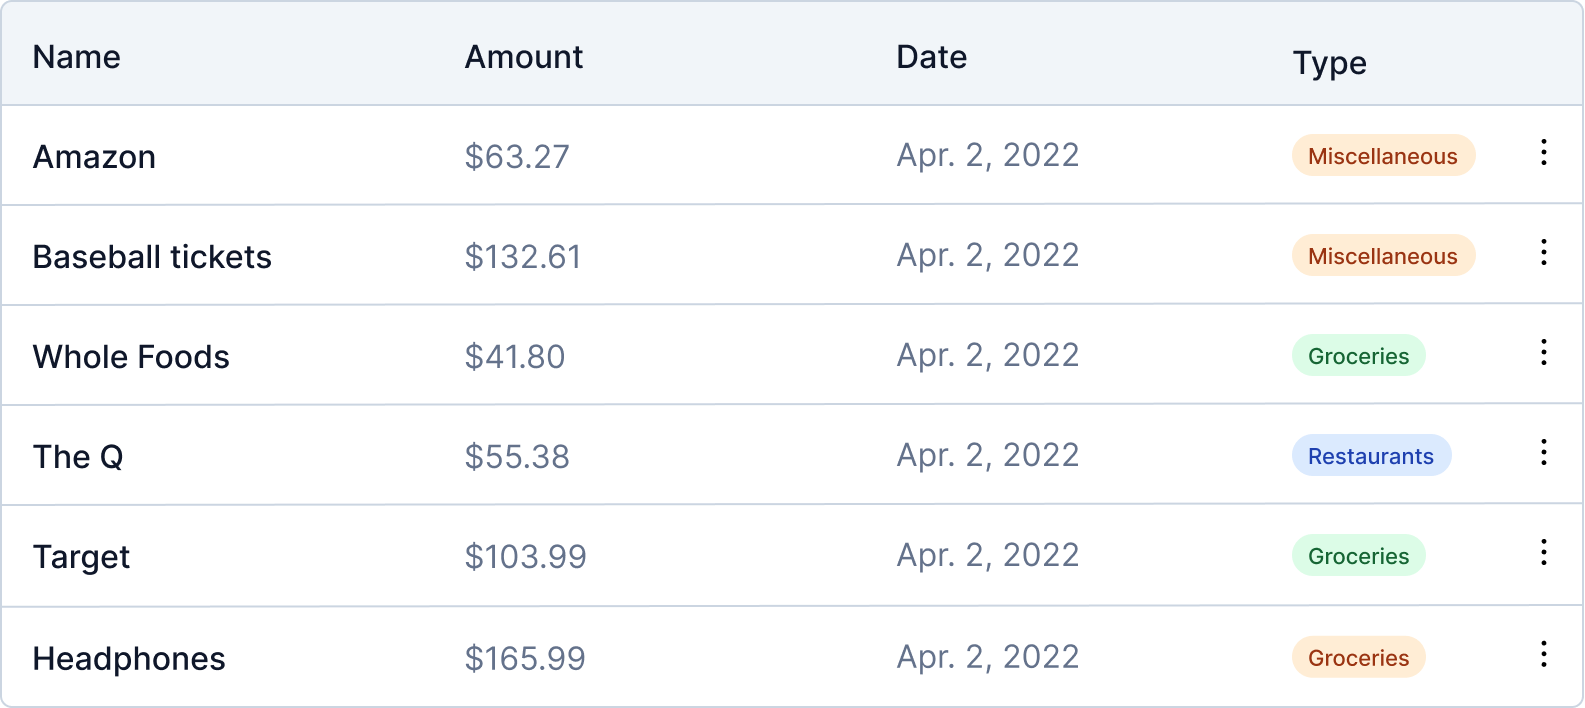 Name Amount Date Type
Amazon $63.27 Apr. 2, 2022 Miscellaneous
Baseball tickets $132.61 Apr. 2, 2022 Miscellaneous
Whole Foods $41.80 Apr. 2, 2022 Groceries
The Q $55.38 Apr. 2, 2022 Restaurants
Target $103.99 Apr. 2, 2022 Groceries
Headphones $165.99 Apr. 2, 2022 Groceries